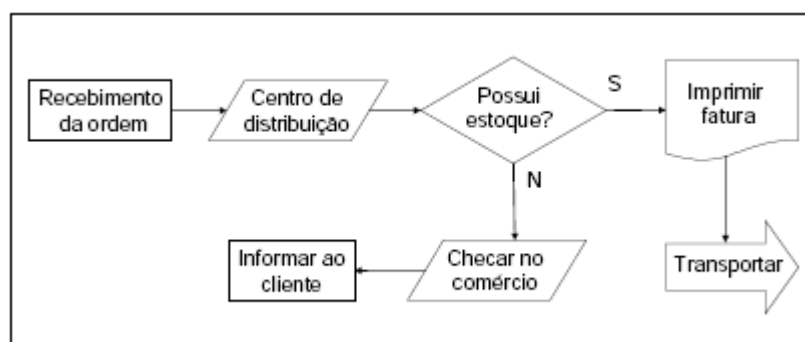 Recebimento
da ordem
Centro de
distribuição
Possui
estoque?
S
Imprimir
fatura
N
Informar ao
cliente
Checar no
comércio
Transportar